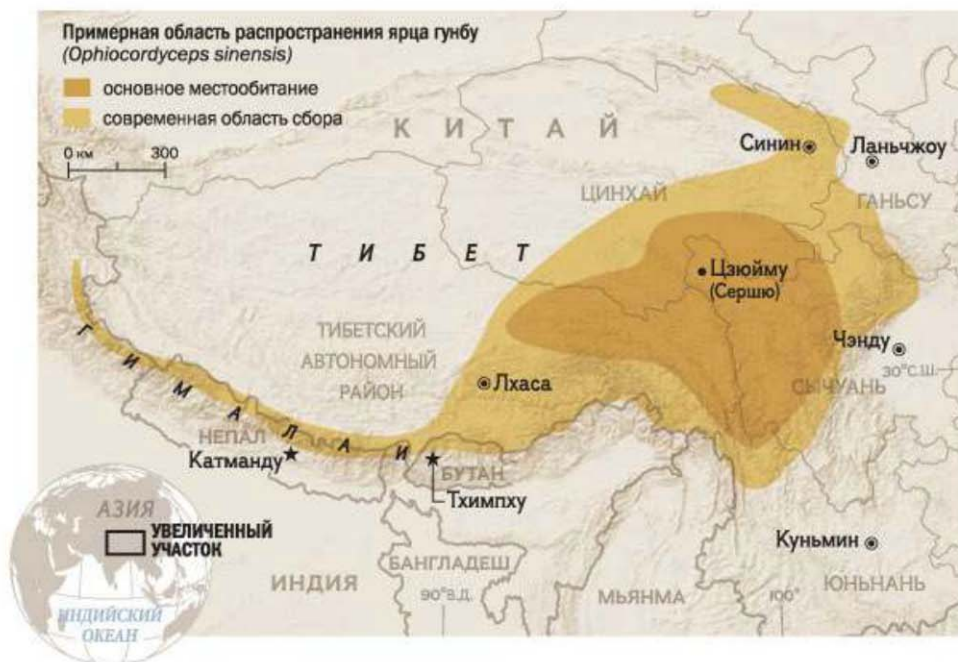 Примерная область распространения ярца гунбу
(Ophiocordyceps sinensis)
основное местообитание
современная область сбора
0 км 300
КИТАЙ
Синин
Ланьчжоу
ЦИНХАЙ
ГАНЬСУ
ТИБЕТ
Цзюйму
(Сершю)
ТИБЕТСКИЙ
АВТОНОМНЫЙ
РАЙОН
Чэнду
30°С.Ш.
СЫЧУАНЬ
Лхаса
ГИМАЛАИ
НЕПАЛ
Катманду
БУТАН
Тхимпху
АЗИЯ
УВЕЛИЧЕННЫЙ
УЧАСТОК
ИНДИЙСКИЙ
ОКЕАН
ИНДИЯ
БАНГЛАДЕШ
90°В.Д.
МЬЯНМА
100°
Куньмин
ЮНЬНАНЬ